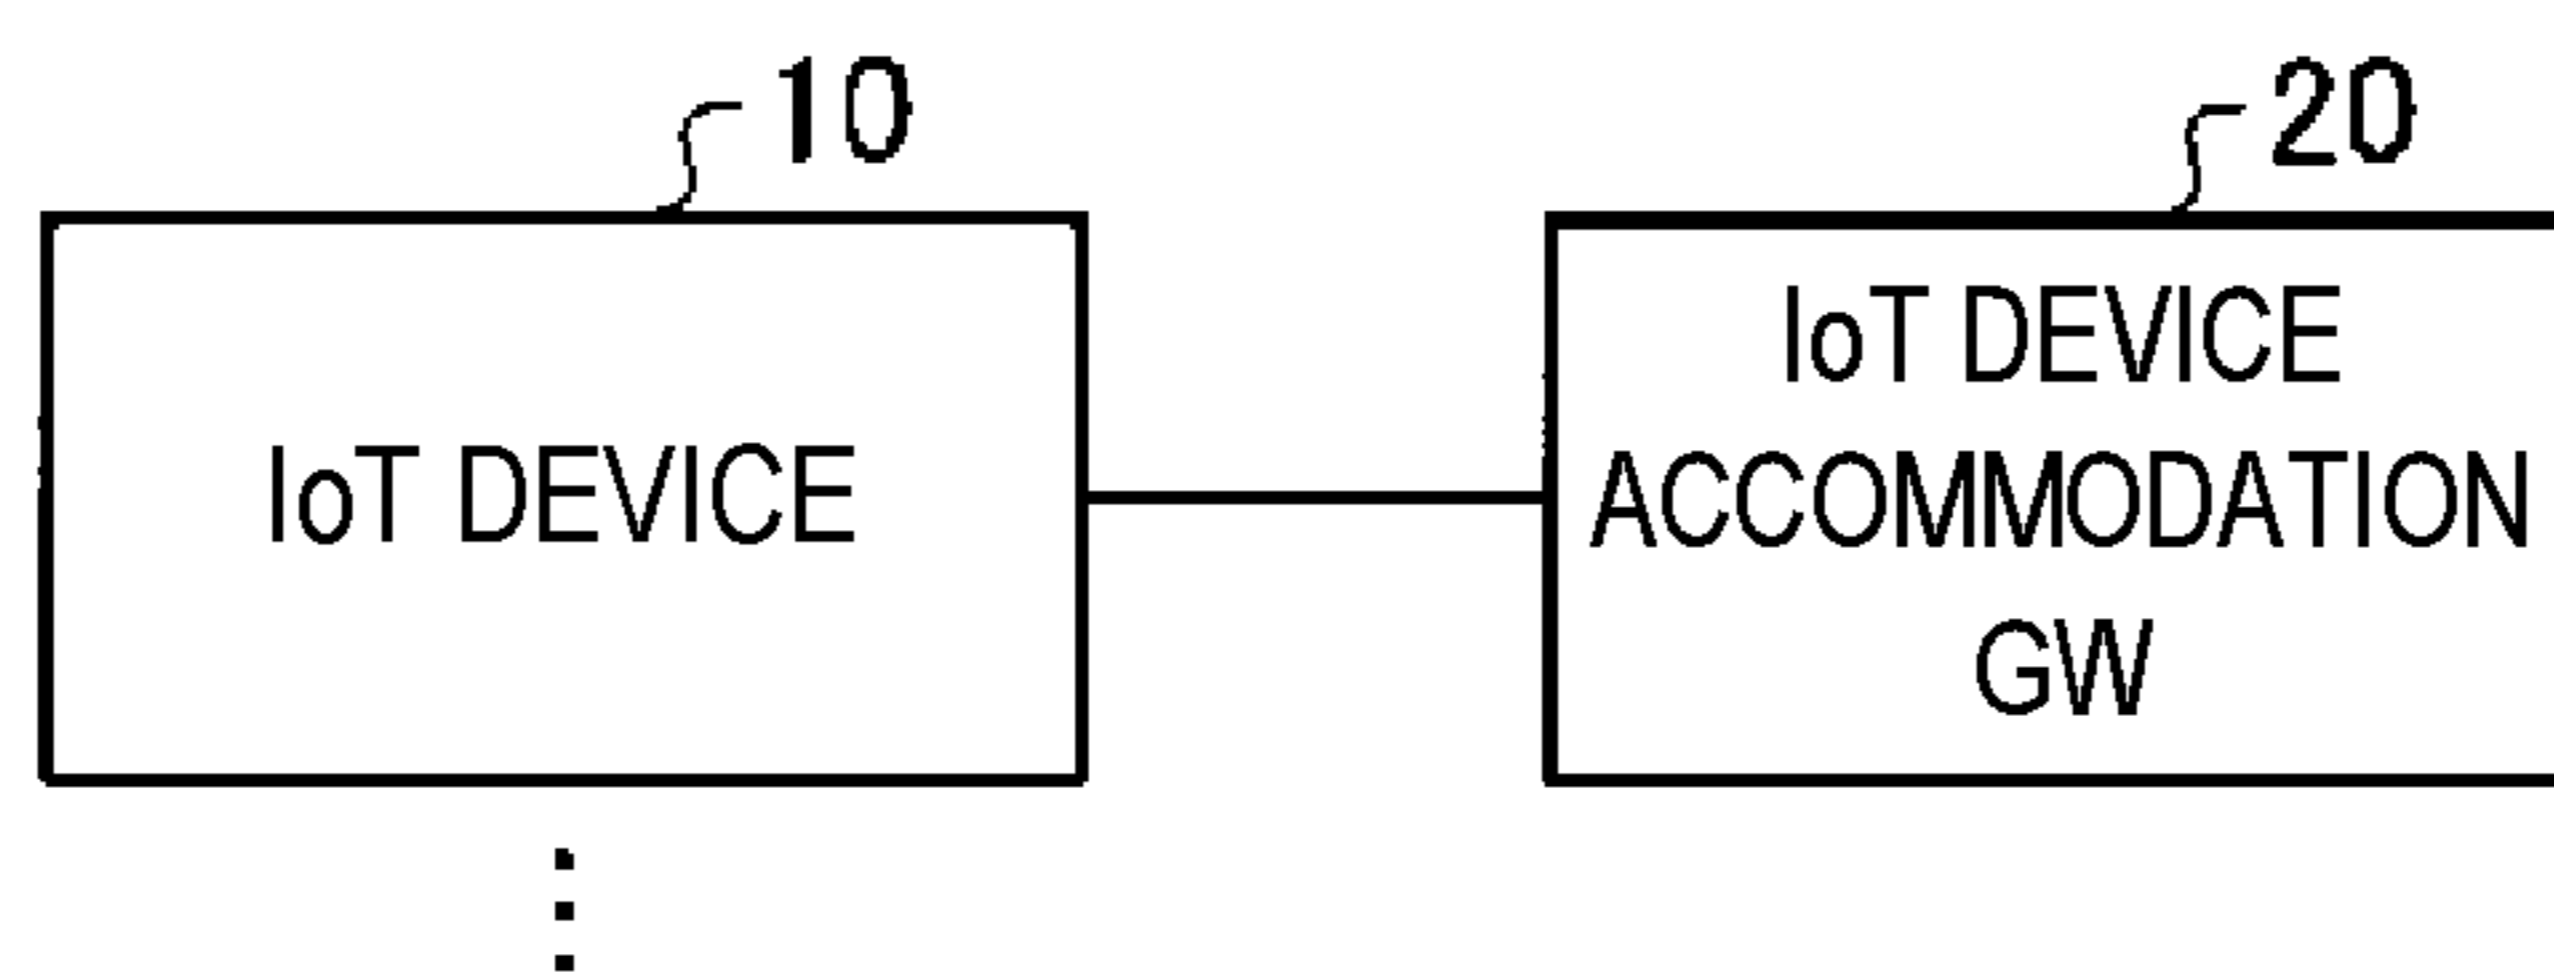 10
20
IoT DEVICE
IoT DEVICE
ACCOMMODATION
GW